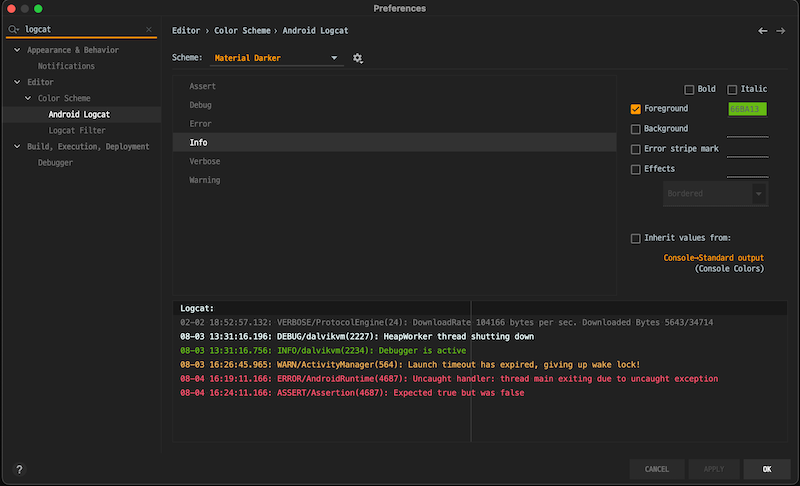 Preferences
logcat
Appearance & Behavior
Notifications
Editor
Color Scheme
Android Logcat
Logcat Filter
Build, Execution, Deployment
Debugger
Editor › Color Scheme › Android Logcat
Scheme: Material Darker
Assert
Debug
Error
Info
Verbose
Warning
Bold Italic
Foreground 66BA13
Background
Error stripe mark
Effects
Bordered
Inherit values from:
Console→Standard output
(Console Colors)
Logcat:
02-02 18:52:57.132: VERBOSE/ProtocolEngine(24): DownloadRate 104166 bytes per sec. Downloaded Bytes 5643/34714
08-03 13:31:16.196: DEBUG/dalvikvm(2227): HeapWorker thread shutting down
08-03 13:31:16.756: INFO/dalvikvm(2234): Debugger is active
08-03 16:26:45.965: WARN/ActivityManager(564): Launch timeout has expired, giving up wake lock!
08-04 16:19:11.166: ERROR/AndroidRuntime(4687): Uncaught handler: thread main exiting due to uncaught exception
08-04 16:24:11.166: ASSERT/Assertion(4687): Expected true but was false
?
CANCEL APPLY OK